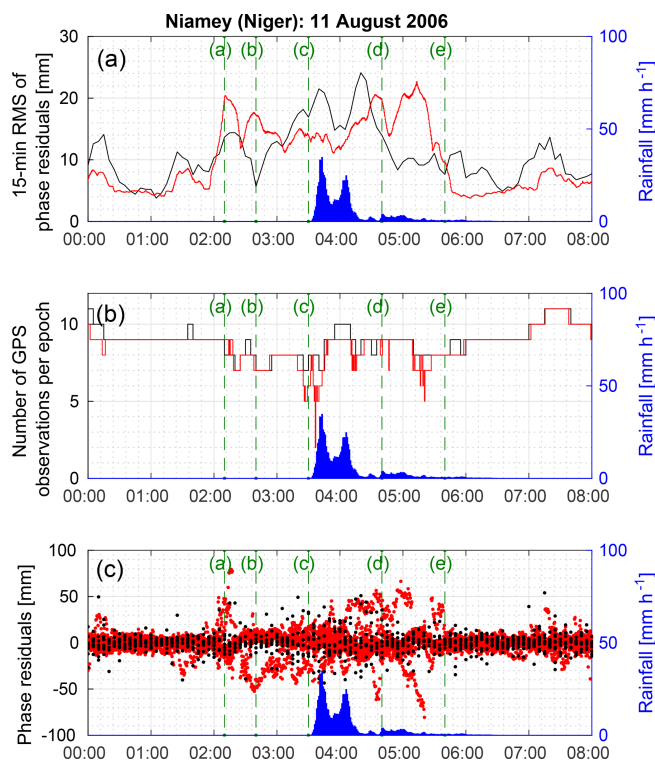 Niamey (Niger): 11 August 2006
(a)
(a) (b) (c) (d) (e)
15-min RMS of
phase residuals [mm]
30
20
10
0
Rainfall [mm h⁻¹]
100
50
0
00:00 01:00 02:00 03:00 04:00 05:00 06:00 07:00 08:00
(b)
(a) (b) (c) (d) (e)
Number of GPS
observations per epoch
10
5
0
Rainfall [mm h⁻¹]
100
50
0
00:00 01:00 02:00 03:00 04:00 05:00 06:00 07:00 08:00
(c)
(a) (b) (c) (d) (e)
Phase residuals [mm]
100
50
0
-50
-100
Rainfall [mm h⁻¹]
100
50
0
00:00 01:00 02:00 03:00 04:00 05:00 06:00 07:00 08:00